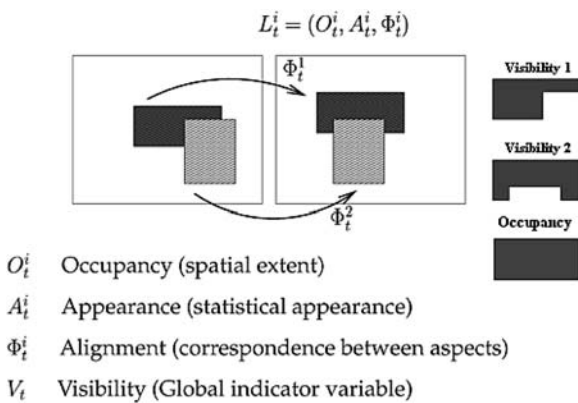 L_t^i = (O_t^i, A_t^i, Φ_t^i)
Φ_t^1
Φ_t^2
Visibility 1
Visibility 2
Occupancy
O_t^i Occupancy (spatial extent)
A_t^i Appearance (statistical appearance)
Φ_t^i Alignment (correspondence between aspects)
V_t Visibility (Global indicator variable)